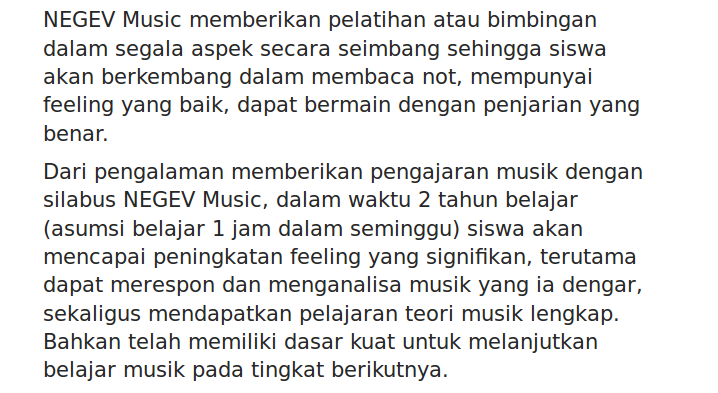 NEGEV Music memberikan pelatihan atau bimbingan
dalam segala aspek secara seimbang sehingga siswa
akan berkembang dalam membaca not, mempunyai
feeling yang baik, dapat bermain dengan penjarian yang
benar.
Dari pengalaman memberikan pengajaran musik dengan
silabus NEGEV Music, dalam waktu 2 tahun belajar
(asumsi belajar 1 jam dalam seminggu) siswa akan
mencapai peningkatan feeling yang signifikan, terutama
dapat merespon dan menganalisa musik yang ia dengar,
sekaligus mendapatkan pelajaran teori musik lengkap.
Bahkan telah memiliki dasar kuat untuk melanjutkan
belajar musik pada tingkat berikutnya.